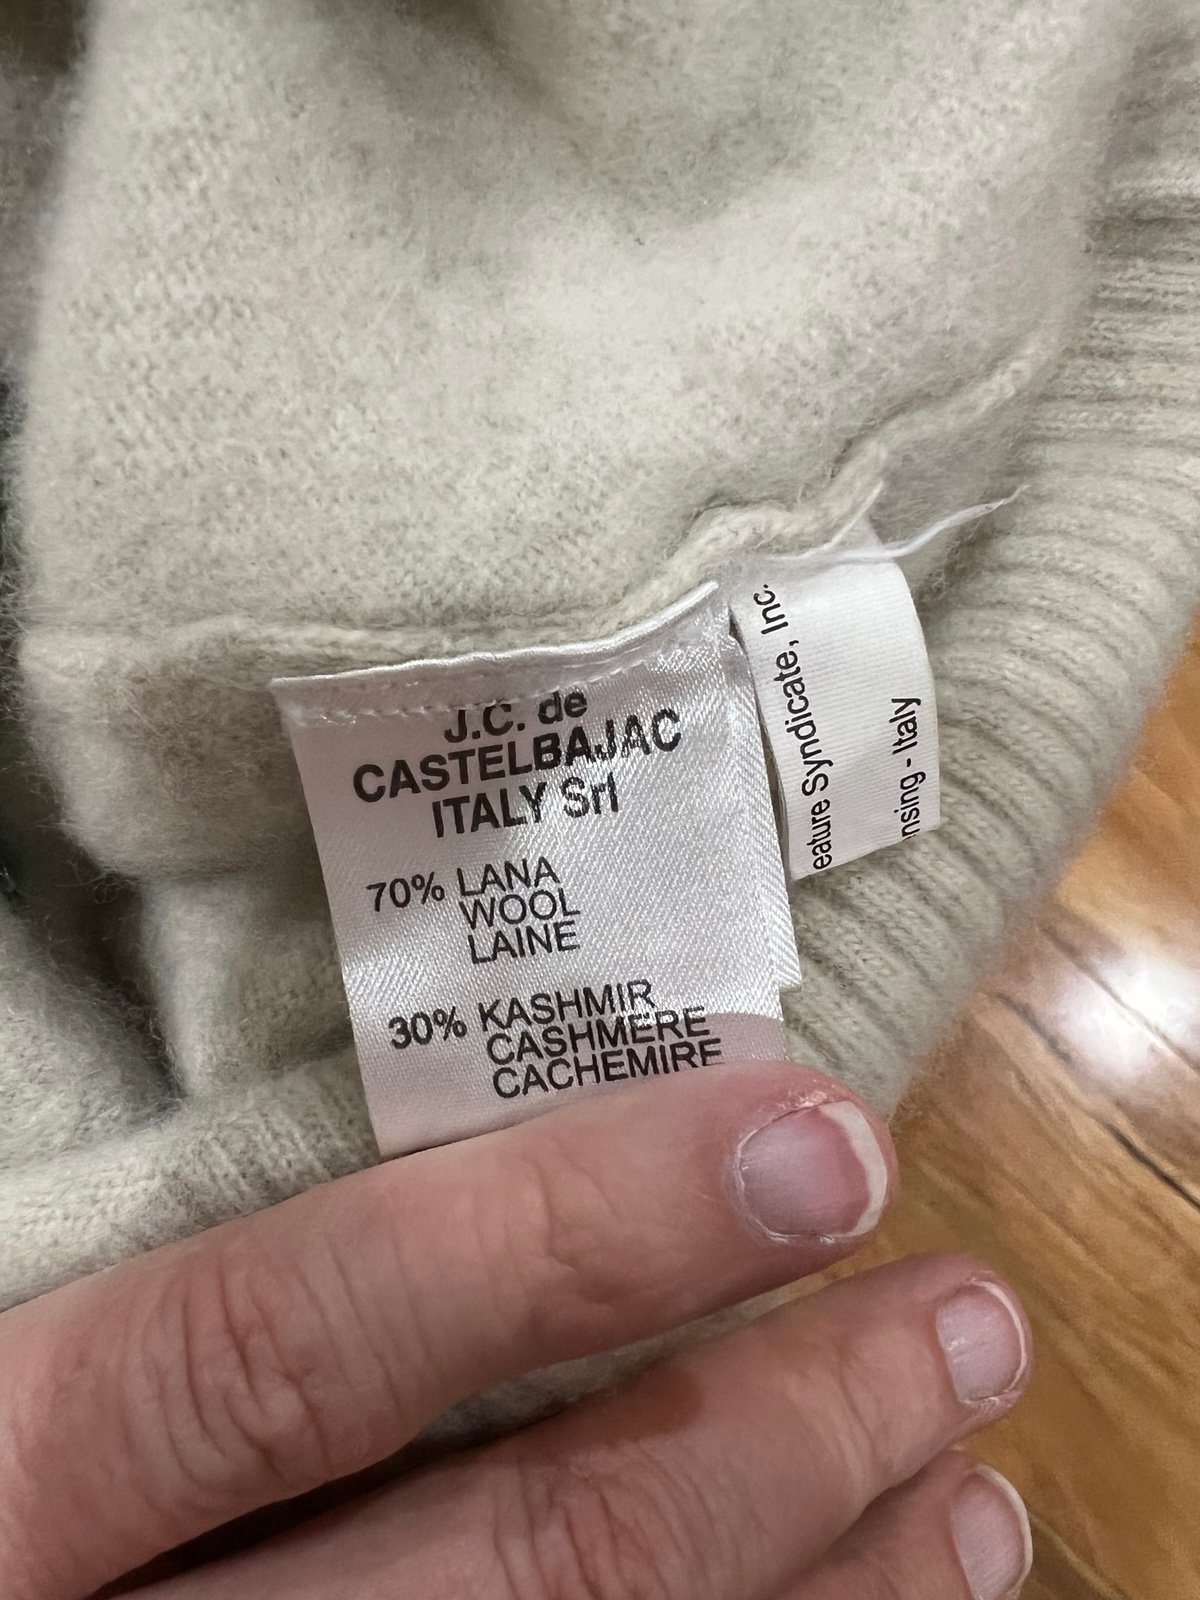 J.C. de
CASTELBAJAC
ITALY Srl
70% LANA
WOOL
LAINE
30% KASHMIR
CASHMERE
CACHEMIRE
eature Syndicate, Inc.
nsing - Italy